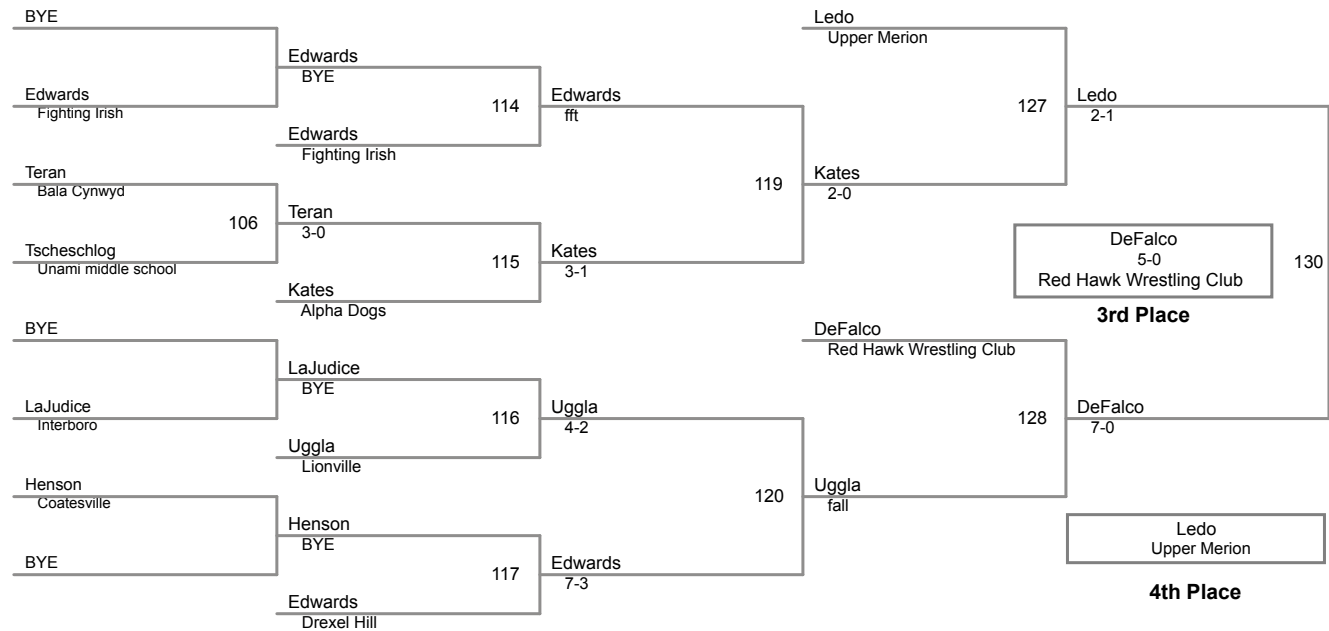 BYE
Edwards
Fighting Irish
Teran
Bala Cynwyd
Tscheschlog
Unami middle school
BYE
LaJudice
Interboro
Henson
Coatesville
BYE
106
Edwards
BYE
Edwards
Fighting Irish
Teran
3-0
Kates
Alpha Dogs
LaJudice
BYE
Uggla
Lionville
Henson
BYE
Edwards
Drexel Hill
114
115
116
117
Edwards
fft
Kates
3-1
Uggla
4-2
Edwards
7-3
119
120
Ledo
Upper Merion
Kates
2-0
DeFalco
Red Hawk Wrestling Club
Uggla
fall
127
128
Ledo
2-1
DeFalco
7-0
130
DeFalco
5-0
Red Hawk Wrestling Club
3rd Place
Ledo
Upper Merion
4th Place